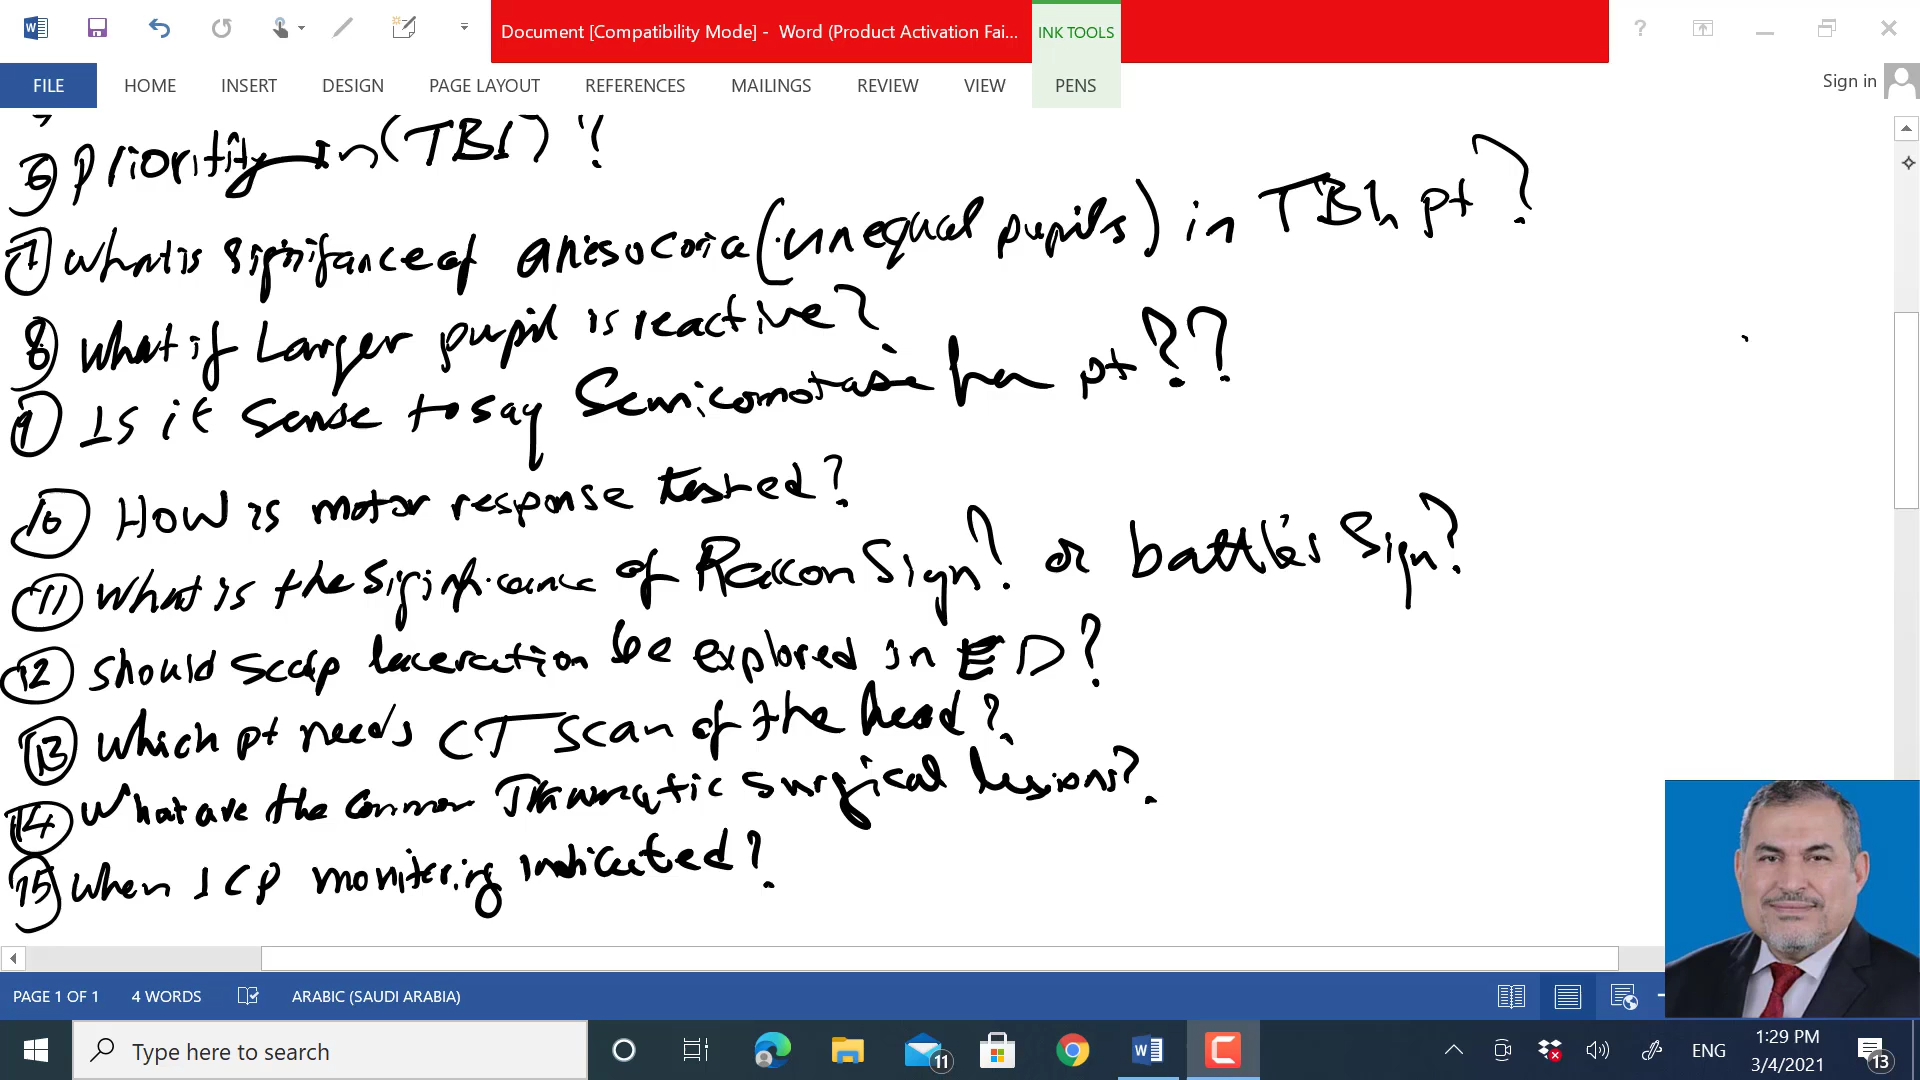 Document [Compatibility Mode] - Word (Product Activation Fai...
INK TOOLS
FILE HOME INSERT DESIGN PAGE LAYOUT REFERENCES MAILINGS REVIEW VIEW PENS
Sign in
6 Priority in (TBI) ?
7 What is significance of aniesocoria (unequal pupils) in TBI pt ?
8 What if Larger pupil is reactive?
9 Is it sense to say Semicomotase for pt ??
10 HOW is motor response tested?
11 What is the significance of Raccon Sign? or battle's Sign?
12 should scalp laceration be explored in ED?
13 which pt needs CT scan of the head?
14 What are the common Traumatic surgical lesions?
15 When ICP monitoring indicated?
PAGE 1 OF 1 4 WORDS ARABIC (SAUDI ARABIA)
Type here to search
11
ENG
1:29 PM
3/4/2021
13